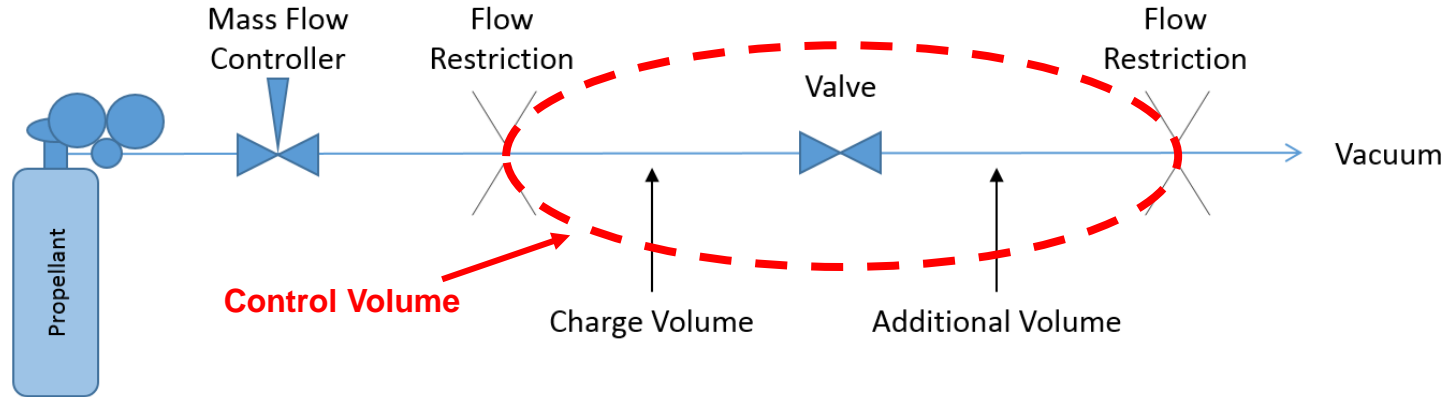 Mass Flow
Controller
Flow
Restriction
Valve
Flow
Restriction
Vacuum
Propellant
Control Volume
Charge Volume
Additional Volume